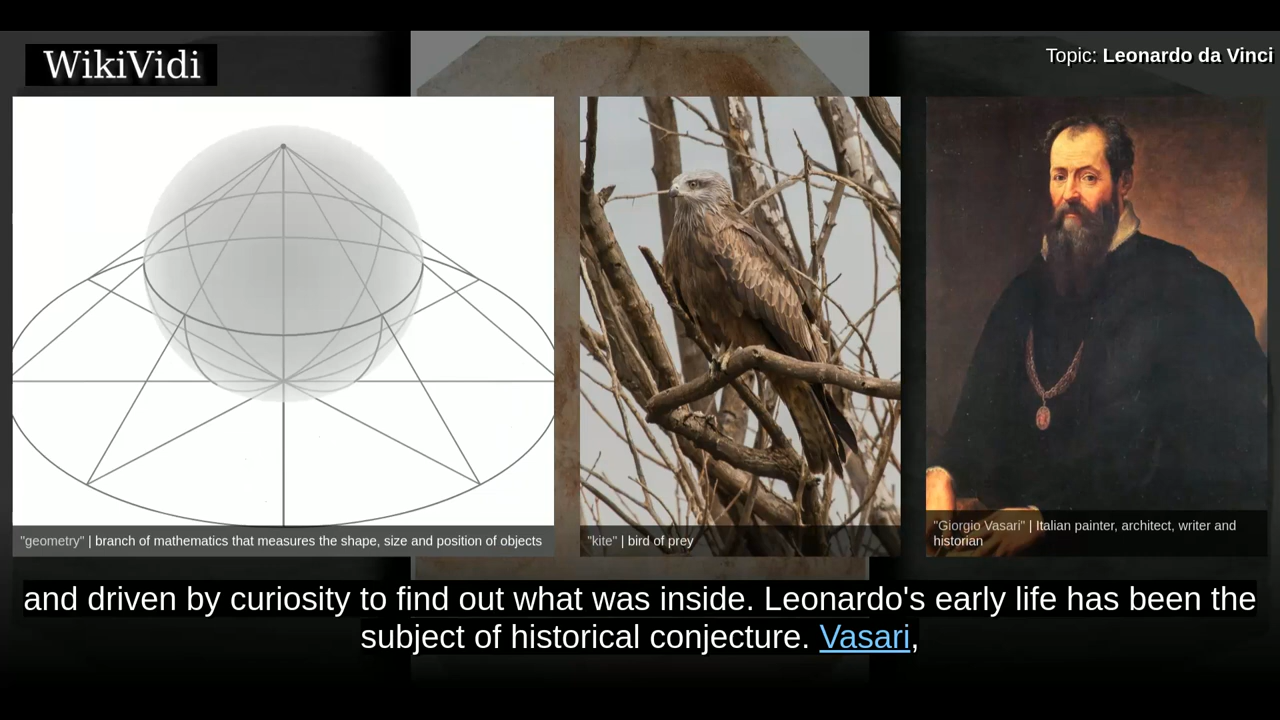 WikiVidi
Topic: Leonardo da Vinci
"geometry" | branch of mathematics that measures the shape, size and position of objects
"kite" | bird of prey
"Giorgio Vasari" | Italian painter, architect, writer and
historian
and driven by curiosity to find out what was inside. Leonardo's early life has been the
subject of historical conjecture. Vasari,